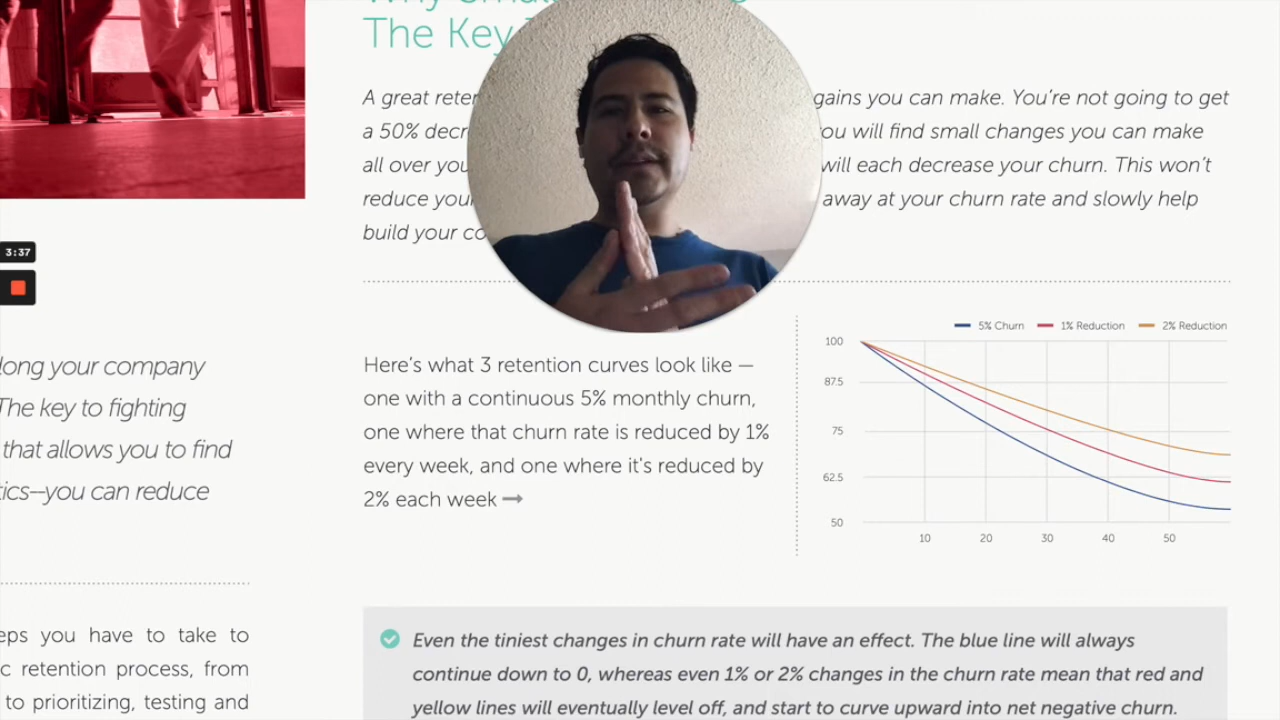 The Key
A great reten gains you can make. You’re not going to get
a 50% decr ou will find small changes you can make
all over you will each decrease your churn. This won’t
reduce your away at your churn rate and slowly help
build your co
3:37
long your company
The key to fighting
that allows you to find
tics--you can reduce
Here’s what 3 retention curves look like —
one with a continuous 5% monthly churn,
one where that churn rate is reduced by 1%
every week, and one where it's reduced by
2% each week
5% Churn 1% Reduction 2% Reduction
100
87.5
75
62.5
50
10 20 30 40 50
eps you have to take to
c retention process, from
to prioritizing, testing and
Even the tiniest changes in churn rate will have an effect. The blue line will always
continue down to 0, whereas even 1% or 2% changes in the churn rate mean that red and
yellow lines will eventually level off, and start to curve upward into net negative churn.